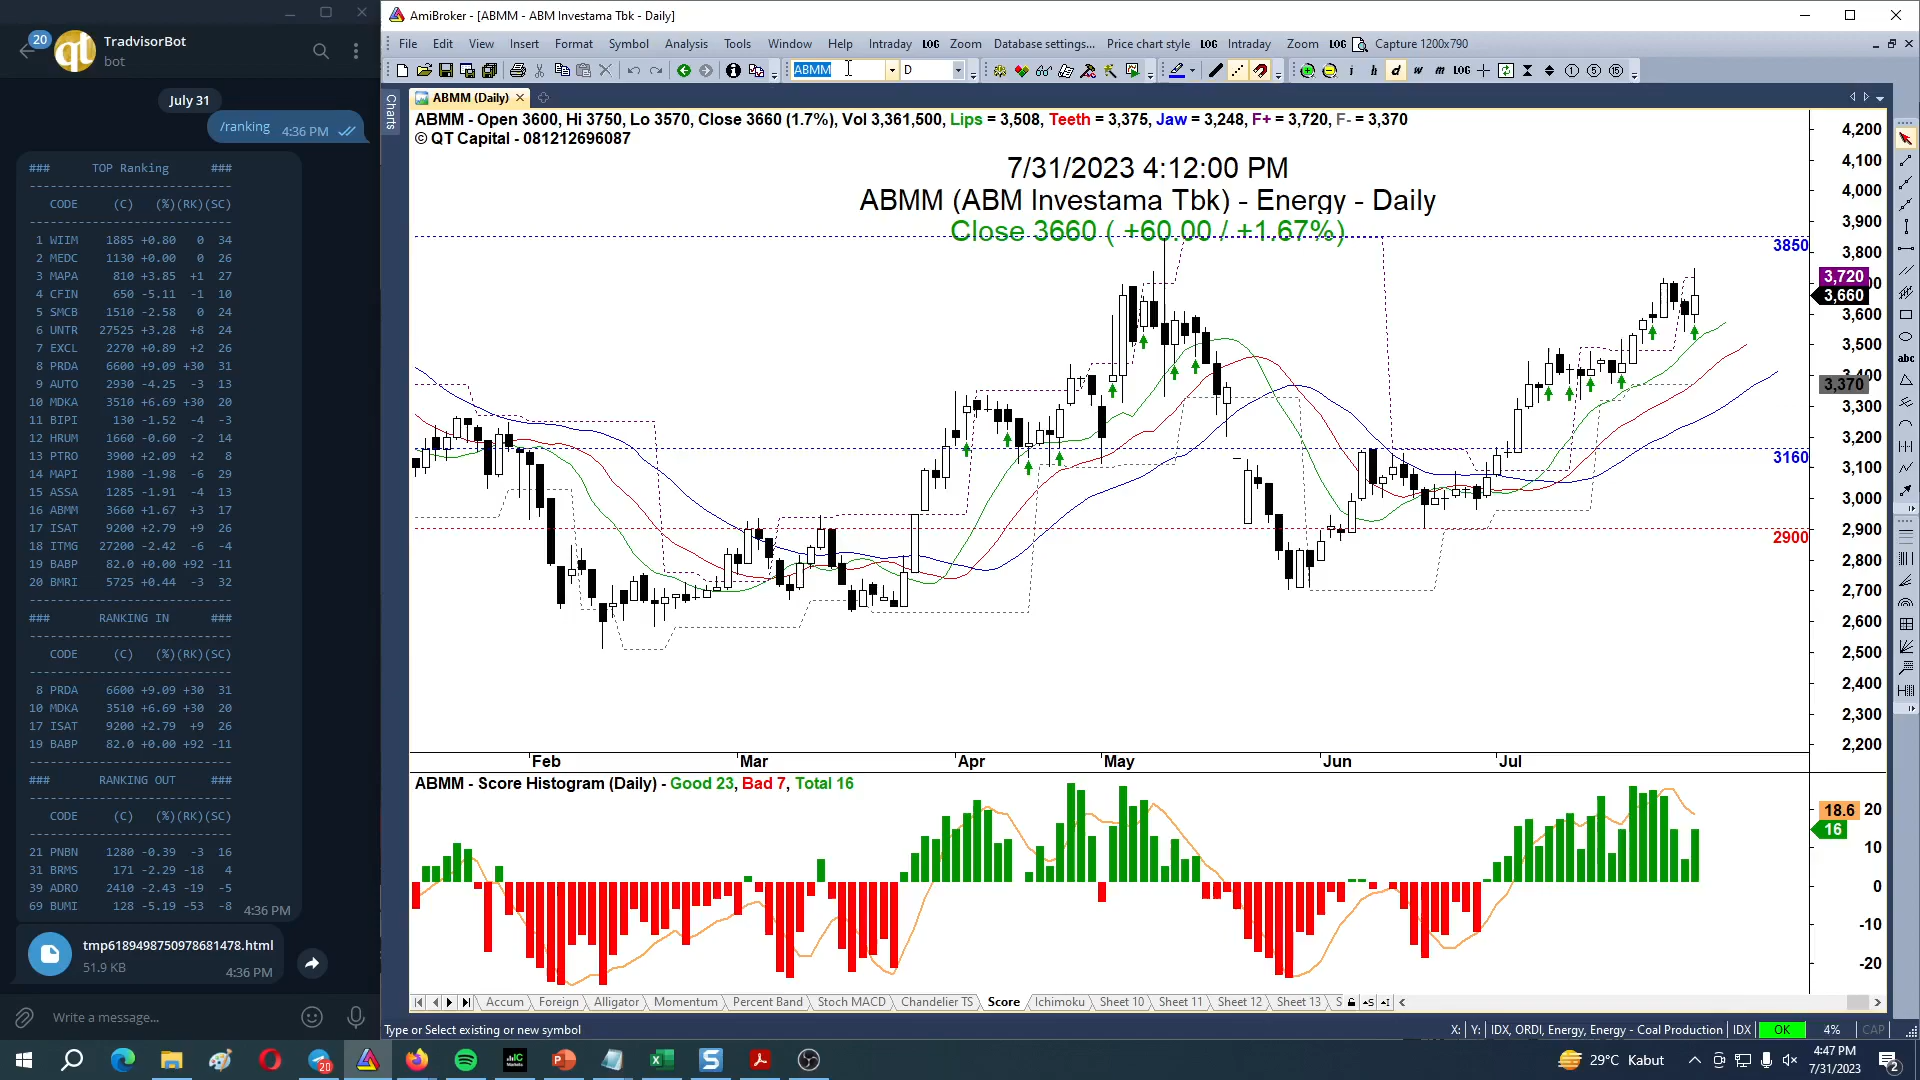 20
TradvisorBot
bot
July 31
/ranking 4:36 PM
### TOP Ranking ###
CODE (C) (%)(RK)(SC)
1 WIIM 1885 +0.80 0 34
2 MEDC 1130 +0.00 0 26
3 MAPA 810 +3.85 +1 27
4 CFIN 650 -5.11 -1 10
5 SMCB 1510 -2.58 0 24
6 UNTR 27525 +3.28 +8 24
7 EXCL 2270 +0.89 +2 26
8 PRDA 6600 +9.09 +30 31
9 AUTO 2930 -4.25 -3 13
10 MDKA 3510 +6.69 +30 20
11 BIPI 130 -1.52 -4 -3
12 HRUM 1660 -0.60 -2 14
13 PTRO 3900 +2.09 +2 8
14 MAPI 1980 -1.98 -6 29
15 ASSA 1285 -1.91 -4 13
16 ABMM 3660 +1.67 +3 17
17 ISAT 9200 +2.79 +9 26
18 ITMG 27200 -2.42 -6 -4
19 BABP 82.0 +0.00 +92 -11
20 BMRI 5725 +0.44 -3 32
### RANKING IN ###
CODE (C) (%)(RK)(SC)
8 PRDA 6600 +9.09 +30 31
10 MDKA 3510 +6.69 +30 20
17 ISAT 9200 +2.79 +9 26
19 BABP 82.0 +0.00 +92 -11
### RANKING OUT ###
CODE (C) (%)(RK)(SC)
21 PNBN 1280 -0.39 -3 16
31 BRMS 171 -2.29 -18 4
39 ADRO 2410 -2.43 -19 -5
69 BUMI 128 -5.19 -53 -8 4:36 PM
tmp6189498750978681478.html
51.9 KB 4:36 PM
Write a message...
AmiBroker - [ABMM - ABM Investama Tbk - Daily]
File Edit View Insert Format Symbol Analysis Tools Window Help Intraday LOG Zoom Database settings... Price chart style LOG Intraday Zoom LOG Capture 1200x790
ABMM D
i h d w m LOG 1 5 15
Charts
ABMM (Daily)
ABMM - Open 3600, Hi 3750, Lo 3570, Close 3660 (1.7%), Vol 3,361,500, Lips = 3,508, Teeth = 3,375, Jaw = 3,248, F+ = 3,720, F- = 3,370
© QT Capital - 081212696087
7/31/2023 4:12:00 PM
ABMM (ABM Investama Tbk) - Energy - Daily
Close 3660 ( +60.00 / +1.67%)
3850
3160
2900
4,200
4,100
4,000
3,900
3,800
3,720
3,660
3,600
3,500
3,400
3,370
3,300
3,200
3,100
3,000
2,900
2,800
2,700
2,600
2,500
2,400
2,300
2,200
abc
Feb Mar Apr May Jun Jul
ABMM - Score Histogram (Daily) - Good 23, Bad 7, Total 16
20
18.6
16
10
0
-10
-20
Accum Foreign Alligator Momentum Percent Band Stoch MACD Chandelier TS Score Ichimoku Sheet 10 Sheet 11 Sheet 12 Sheet 13 S
Type or Select existing or new symbol X: Y: IDX, ORDI, Energy, Energy - Coal Production IDX OK 4% CAP
20
29°C Kabut
4:47 PM
7/31/2023
2